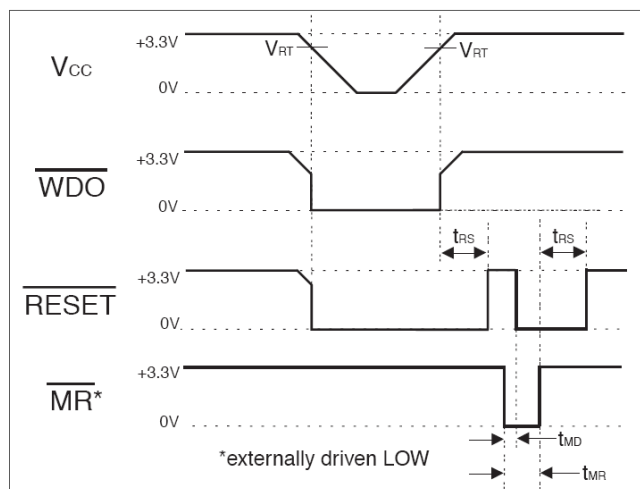 +3.3V
VRT
VRT
VCC
0V
+3.3V
WDO
0V
tRS
tRS
+3.3V
RESET
0V
+3.3V
MR*
0V
tMD
*externally driven LOW
tMR